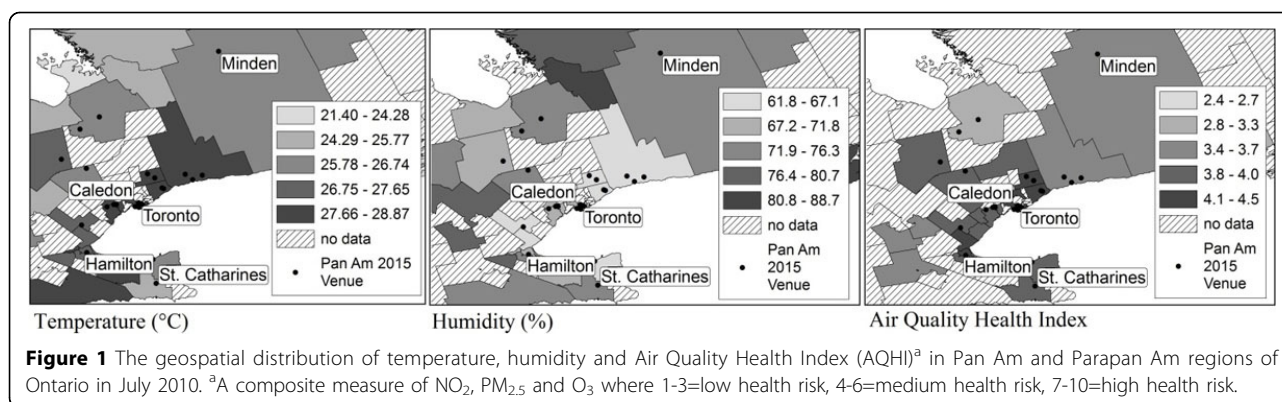 Minden
21.40 - 24.28
24.29 - 25.77
25.78 - 26.74
26.75 - 27.65
27.66 - 28.87
no data
Pan Am 2015
Venue
Caledon
Toronto
Hamilton
St. Catharines
Temperature (°C)
Minden
61.8 - 67.1
67.2 - 71.8
71.9 - 76.3
76.4 - 80.7
80.8 - 88.7
no data
Pan Am
2015
Venue
Caledon
Toronto
Hamilton
St. Catharines
Humidity (%)
Minden
2.4 - 2.7
2.8 - 3.3
3.4 - 3.7
3.8 - 4.0
4.1 - 4.5
no data
Pan Am
2015
Venue
Caledon
Toronto
Hamilton
St. Catharines
Air Quality Health Index
Figure 1 The geospatial distribution of temperature, humidity and Air Quality Health Index (AQHI)ᵃ in Pan Am and Parapan Am regions of
Ontario in July 2010. ᵃA composite measure of NO₂, PM₂.₅ and O₃ where 1-3=low health risk, 4-6=medium health risk, 7-10=high health risk.